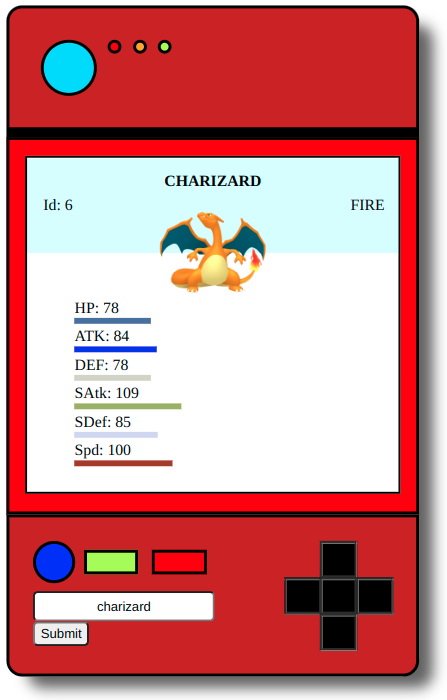 CHARIZARD
Id: 6 FIRE
HP: 78
ATK: 84
DEF: 78
SAtk: 109
SDef: 85
Spd: 100
charizard
Submit